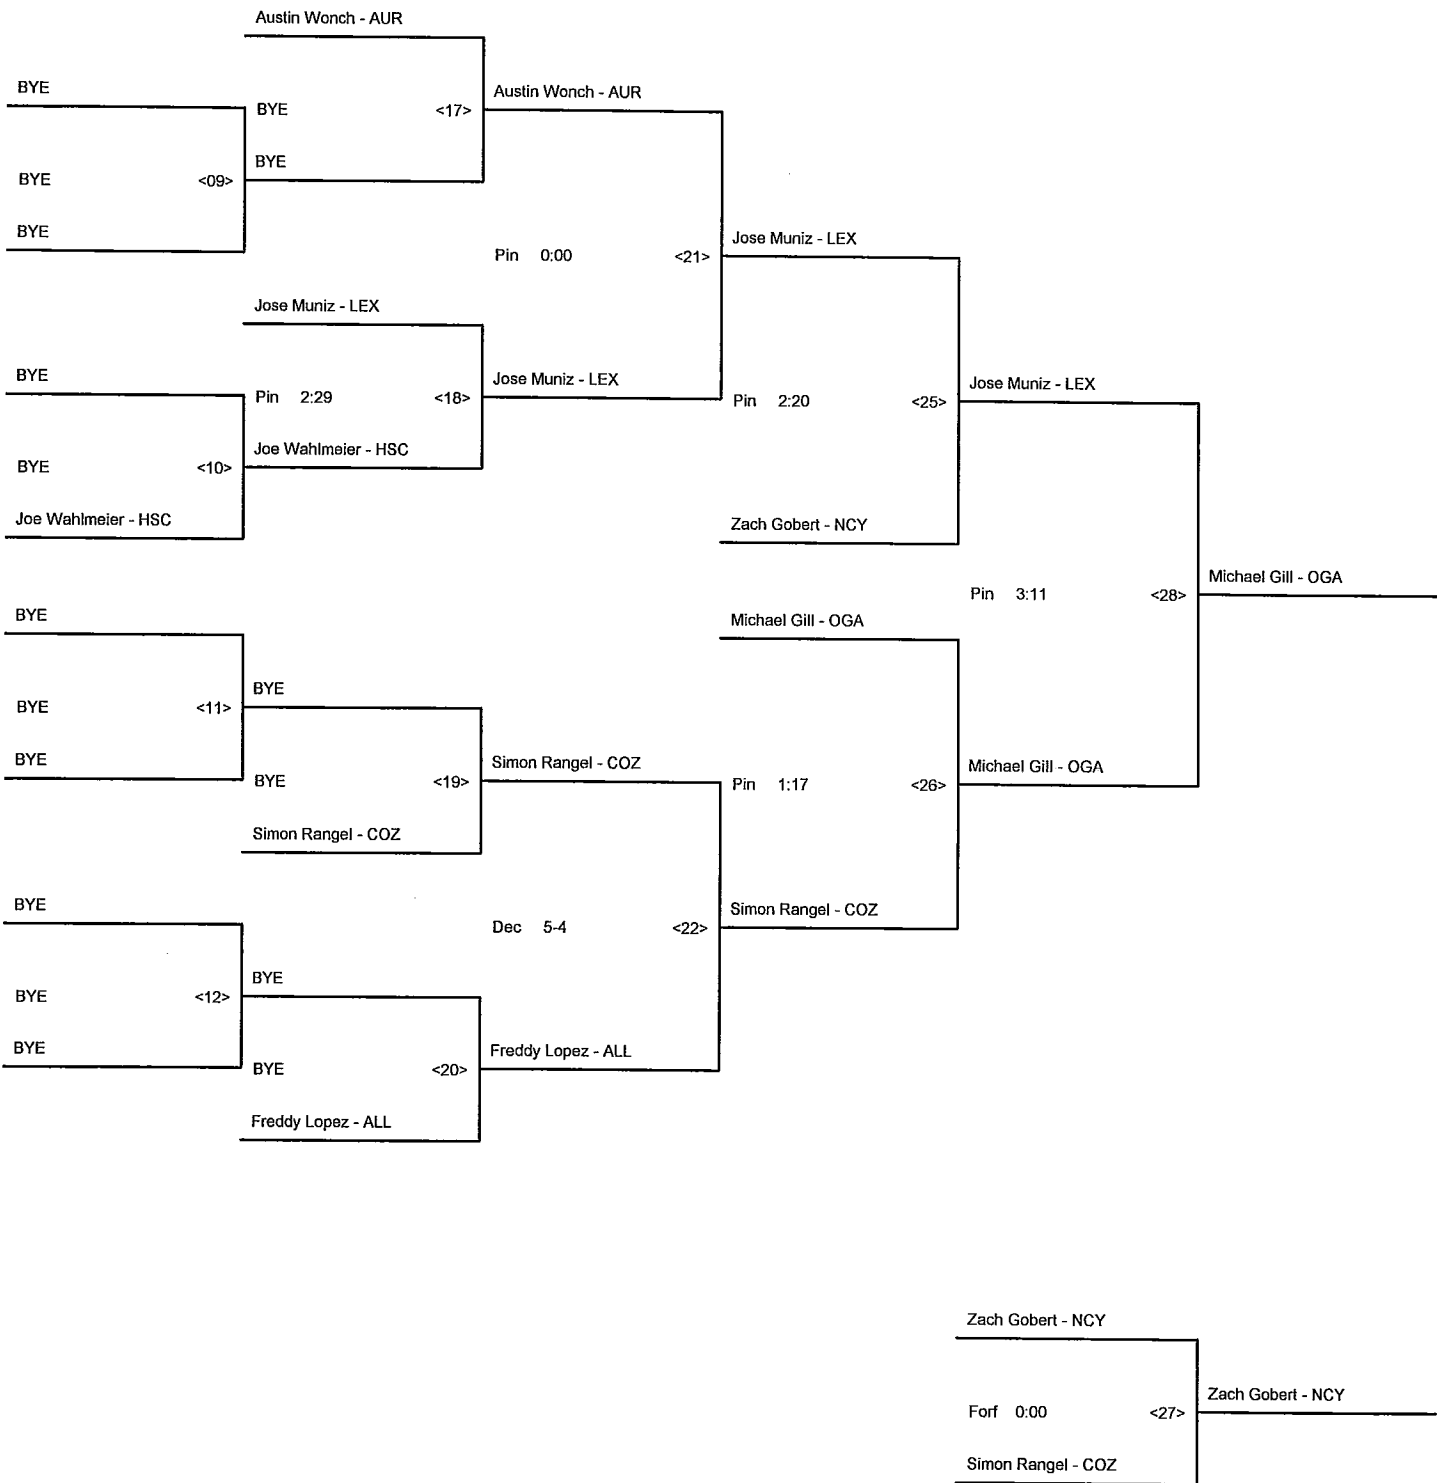 Austin Wonch - AUR
BYE
Austin Wonch - AUR
BYE <17>
BYE
BYE <09>
BYE
Jose Muniz - LEX
Pin 0:00 <21>
Jose Muniz - LEX
BYE
Jose Muniz - LEX
Jose Muniz - LEX
Pin 2:29 <18>
Pin 2:20 <25>
Joe Wahlmeier - HSC
BYE <10>
Joe Wahlmeier - HSC
Zach Gobert - NCY
Michael Gill - OGA
Pin 3:11 <28>
BYE
Michael Gill - OGA
BYE
BYE <11>
BYE
Simon Rangel - COZ
Michael Gill - OGA
BYE <19>
Pin 1:17 <26>
Simon Rangel - COZ
BYE
Simon Rangel - COZ
Dec 5-4 <22>
BYE
BYE <12>
BYE
Freddy Lopez - ALL
BYE <20>
Freddy Lopez - ALL
Zach Gobert - NCY
Zach Gobert - NCY
Forf 0:00 <27>
Simon Rangel - COZ